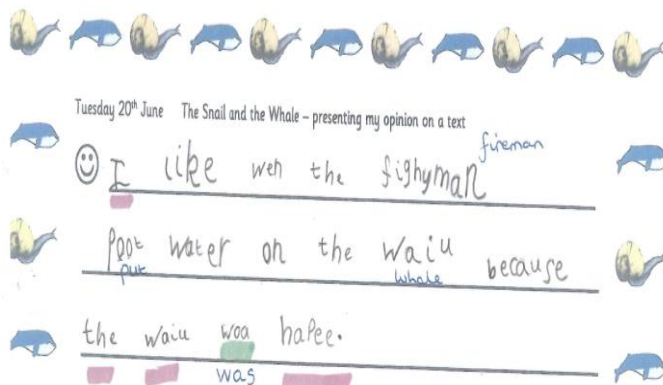 Tuesday 20th June The Snail and the Whale – presenting my opinion on a text
fireman
I like wen the fighyman
Poot water on the waiu because
put whale
the waiu woa hapee.
was